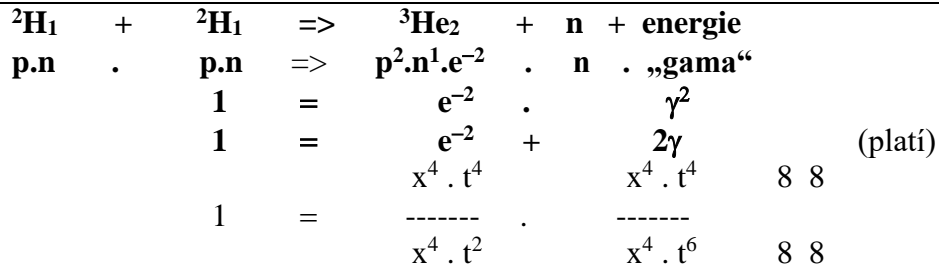 ²H₁ + ²H₁ => ³He₂ + n + energie
p.n . p.n => p².n¹.e⁻² . n . „gama“
1 = e⁻² . γ²
1 = e⁻² + 2γ (platí)
x⁴ . t⁴ x⁴ . t⁴ 8 8
1 = ------- . -------
x⁴ . t² x⁴ . t⁶ 8 8